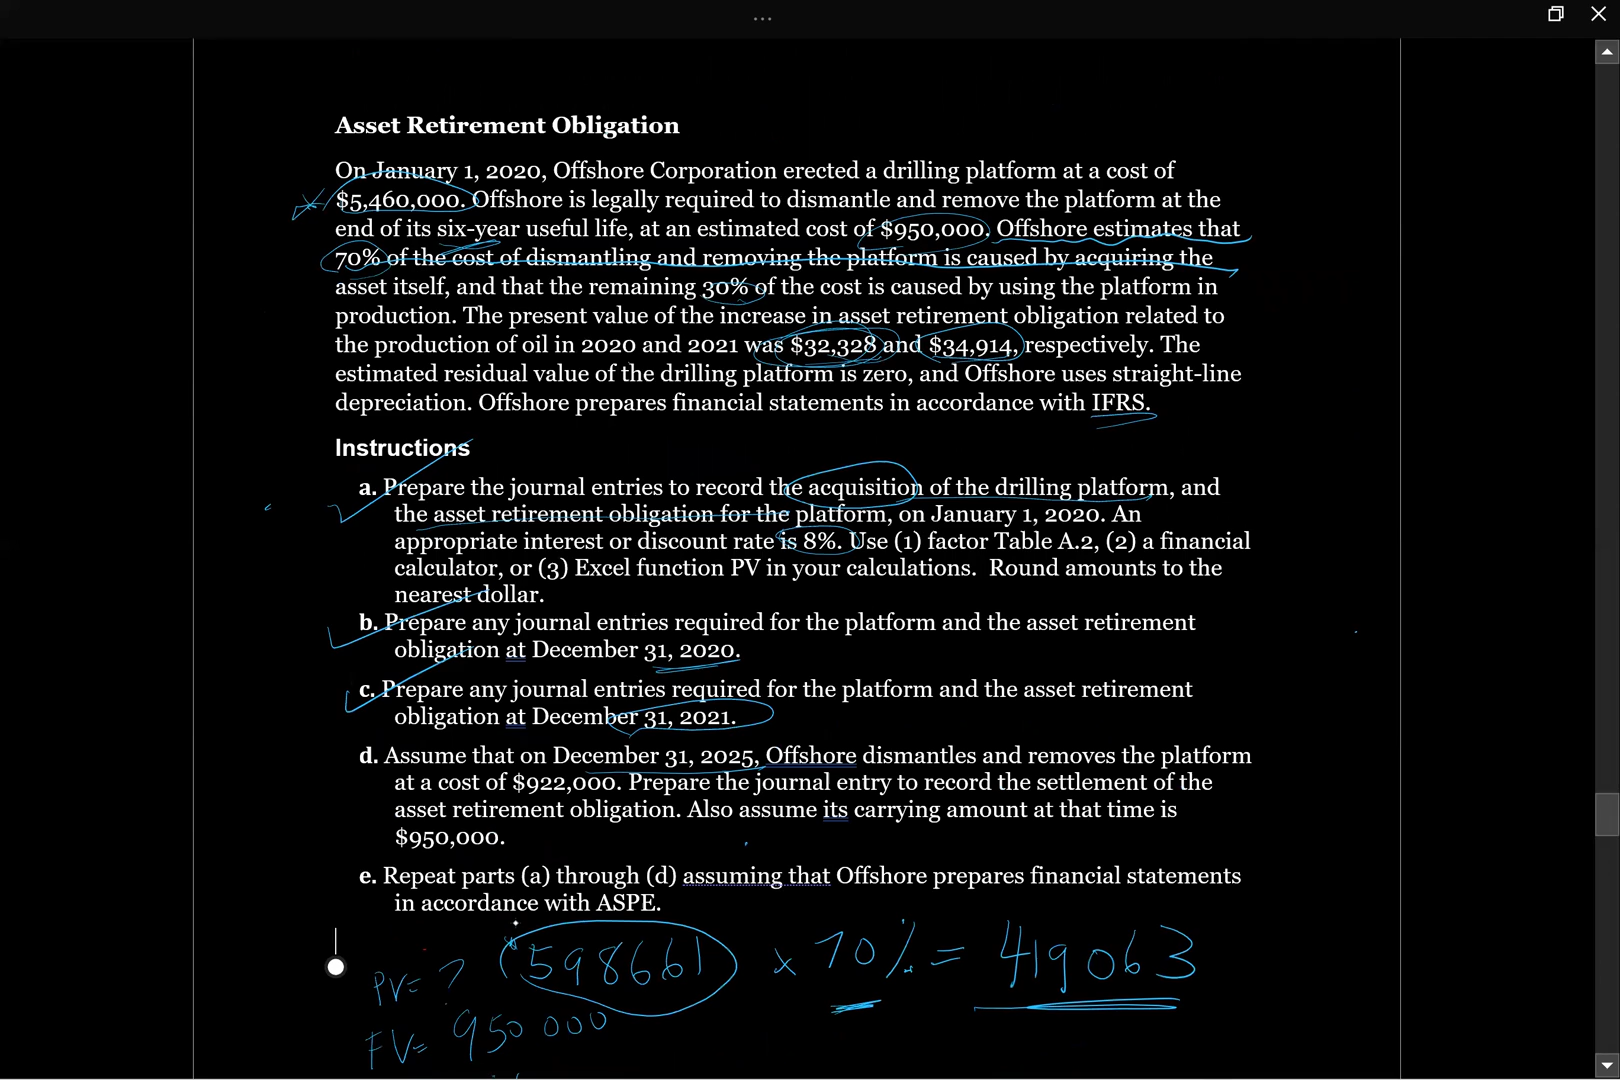 Asset Retirement Obligation
On January 1, 2020, Offshore Corporation erected a drilling platform at a cost of
$5,460,000. Offshore is legally required to dismantle and remove the platform at the
end of its six-year useful life, at an estimated cost of $950,000. Offshore estimates that
70% of the cost of dismantling and removing the platform is caused by acquiring the
asset itself, and that the remaining 30% of the cost is caused by using the platform in
production. The present value of the increase in asset retirement obligation related to
the production of oil in 2020 and 2021 was $32,328 and $34,914, respectively. The
estimated residual value of the drilling platform is zero, and Offshore uses straight-line
depreciation. Offshore prepares financial statements in accordance with IFRS.
Instructions
a. Prepare the journal entries to record the acquisition of the drilling platform, and
the asset retirement obligation for the platform, on January 1, 2020. An
appropriate interest or discount rate is 8%. Use (1) factor Table A.2, (2) a financial
calculator, or (3) Excel function PV in your calculations. Round amounts to the
nearest dollar.
b. Prepare any journal entries required for the platform and the asset retirement
obligation at December 31, 2020.
c. Prepare any journal entries required for the platform and the asset retirement
obligation at December 31, 2021.
d. Assume that on December 31, 2025, Offshore dismantles and removes the platform
at a cost of $922,000. Prepare the journal entry to record the settlement of the
asset retirement obligation. Also assume its carrying amount at that time is
$950,000.
e. Repeat parts (a) through (d) assuming that Offshore prepares financial statements
in accordance with ASPE.
PV= ? (598661) x 70% = 419063
FV= 950 000